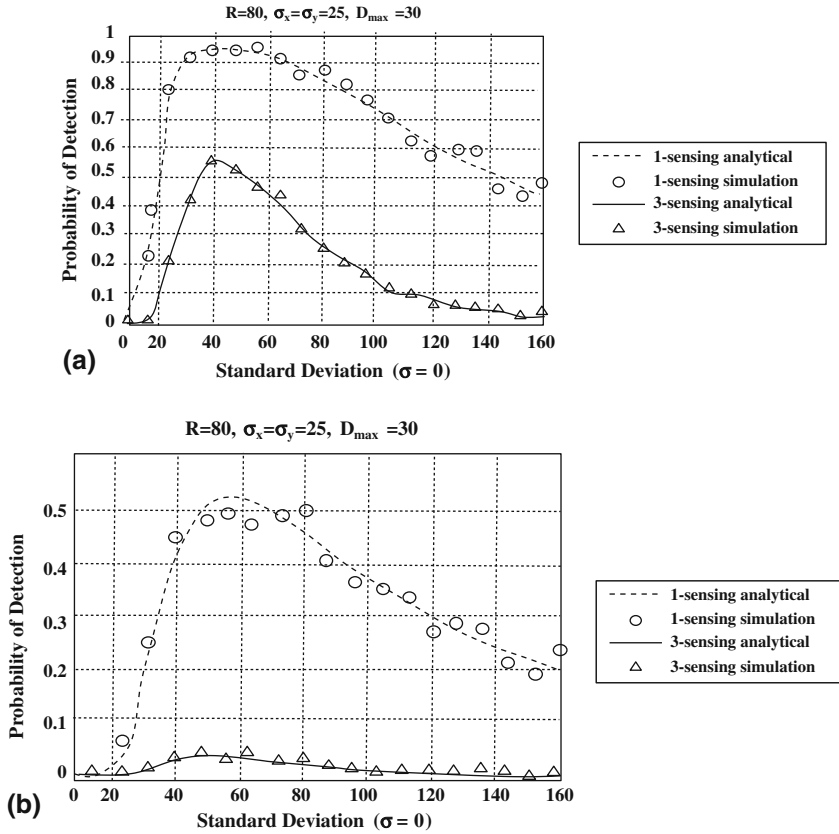 R=80, σx=σy=25, Dmax =30
1
0.9
0.8
0.7
0.6
0.5
0.4
0.3
0.2
0.1
0
Probability of Detection
0 20 40 60 80 100 120 140 160
(a)
Standard Deviation (σ = 0)
1-sensing analytical
1-sensing simulation
3-sensing analytical
3-sensing simulation
R=80, σx=σy=25, Dmax =30
0.5
0.4
0.3
0.2
0.1
0
Probability of Detection
0 20 40 60 80 100 120 140 160
(b)
Standard Deviation (σ = 0)
1-sensing analytical
1-sensing simulation
3-sensing analytical
3-sensing simulation